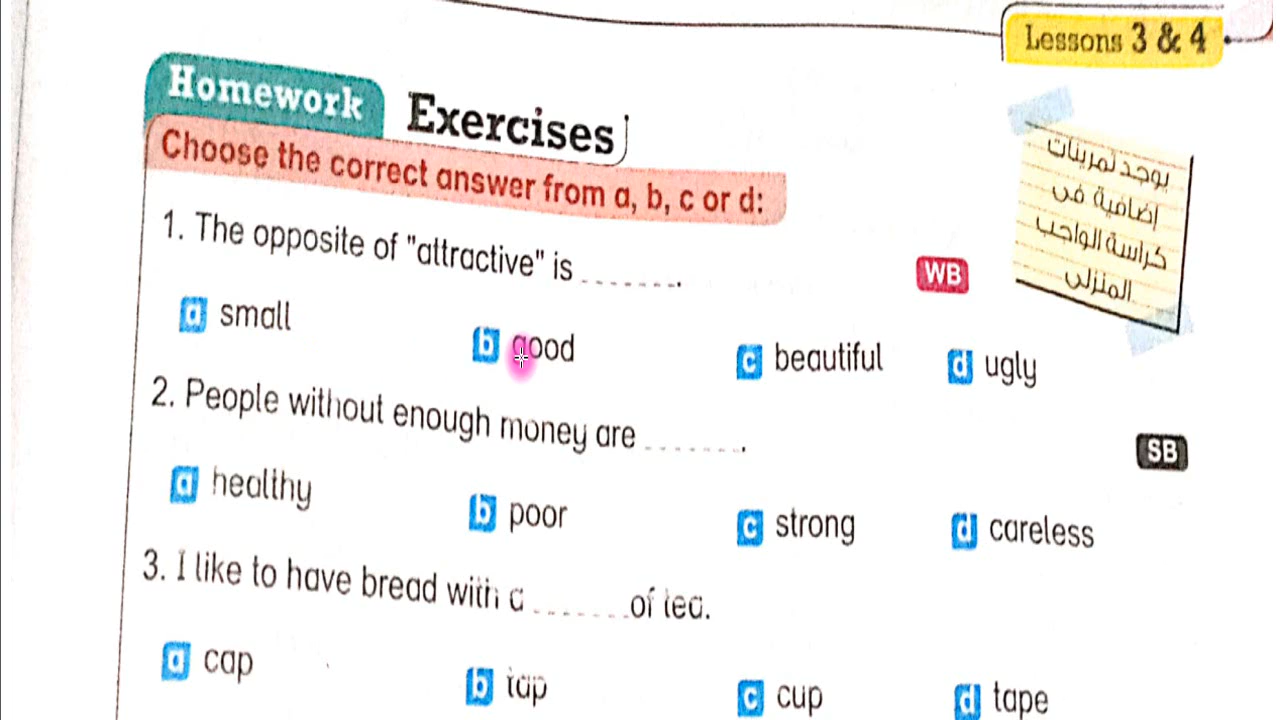 Lessons 3 & 4
Homework Exercises
Choose the correct answer from a, b, c or d:
يوجد تمرينات
إضافية فى
كراسة الواجب
المنزلى
1. The opposite of "attractive" is _ _ _ _ _ _ _. WB
a small b good c beautiful d ugly
2. People without enough money are _ _ _ _ _ _ _. SB
a healthy b poor c strong d careless
3. I like to have bread with a _ _ _ _ _ _ _ of tea.
a cap b tap c cup d tape